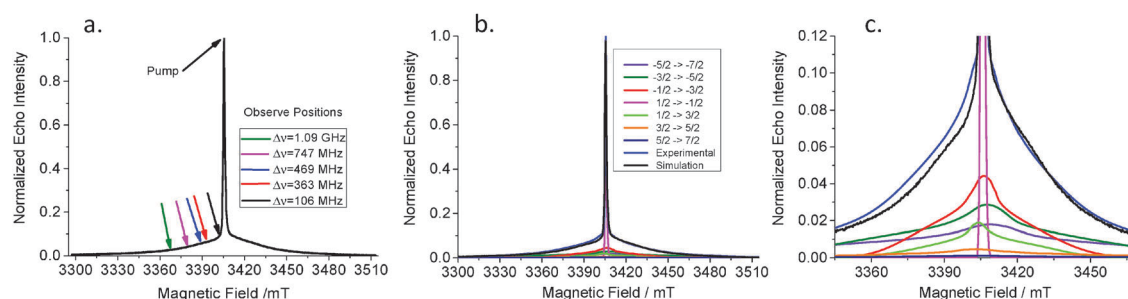 a.
Normalized Echo Intensity
1.0
0.8
0.6
0.4
0.2
0.0
Pump
Observe Positions
Δν=1.09 GHz
Δν=747 MHz
Δν=469 MHz
Δν=363 MHz
Δν=106 MHz
3300 3330 3360 3390 3420 3450 3480 3510
Magnetic Field /mT
b.
Normalized Echo Intensity
1.0
0.8
0.6
0.4
0.2
0.0
-5/2 -> -7/2
-3/2 -> -5/2
-1/2 -> -3/2
1/2 -> -1/2
1/2 -> 3/2
3/2 -> 5/2
5/2 -> 7/2
Experimental
Simulation
3300 3330 3360 3390 3420 3450 3480 3510
Magnetic Field / mT
c.
Normalized Echo Intensity
0.12
0.10
0.08
0.06
0.04
0.02
0.00
3360 3390 3420 3450
Magnetic Field / mT